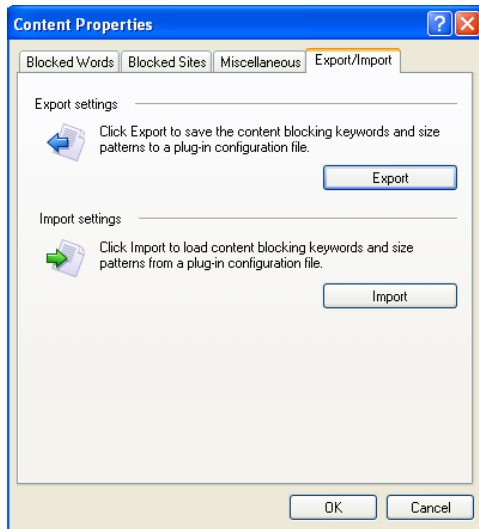 Content Properties
Blocked Words Blocked Sites Miscellaneous Export/Import
Export settings
Click Export to save the content blocking keywords and size
patterns to a plug-in configuration file.
Export
Import settings
Click Import to load content blocking keywords and size
patterns from a plug-in configuration file.
Import
OK Cancel